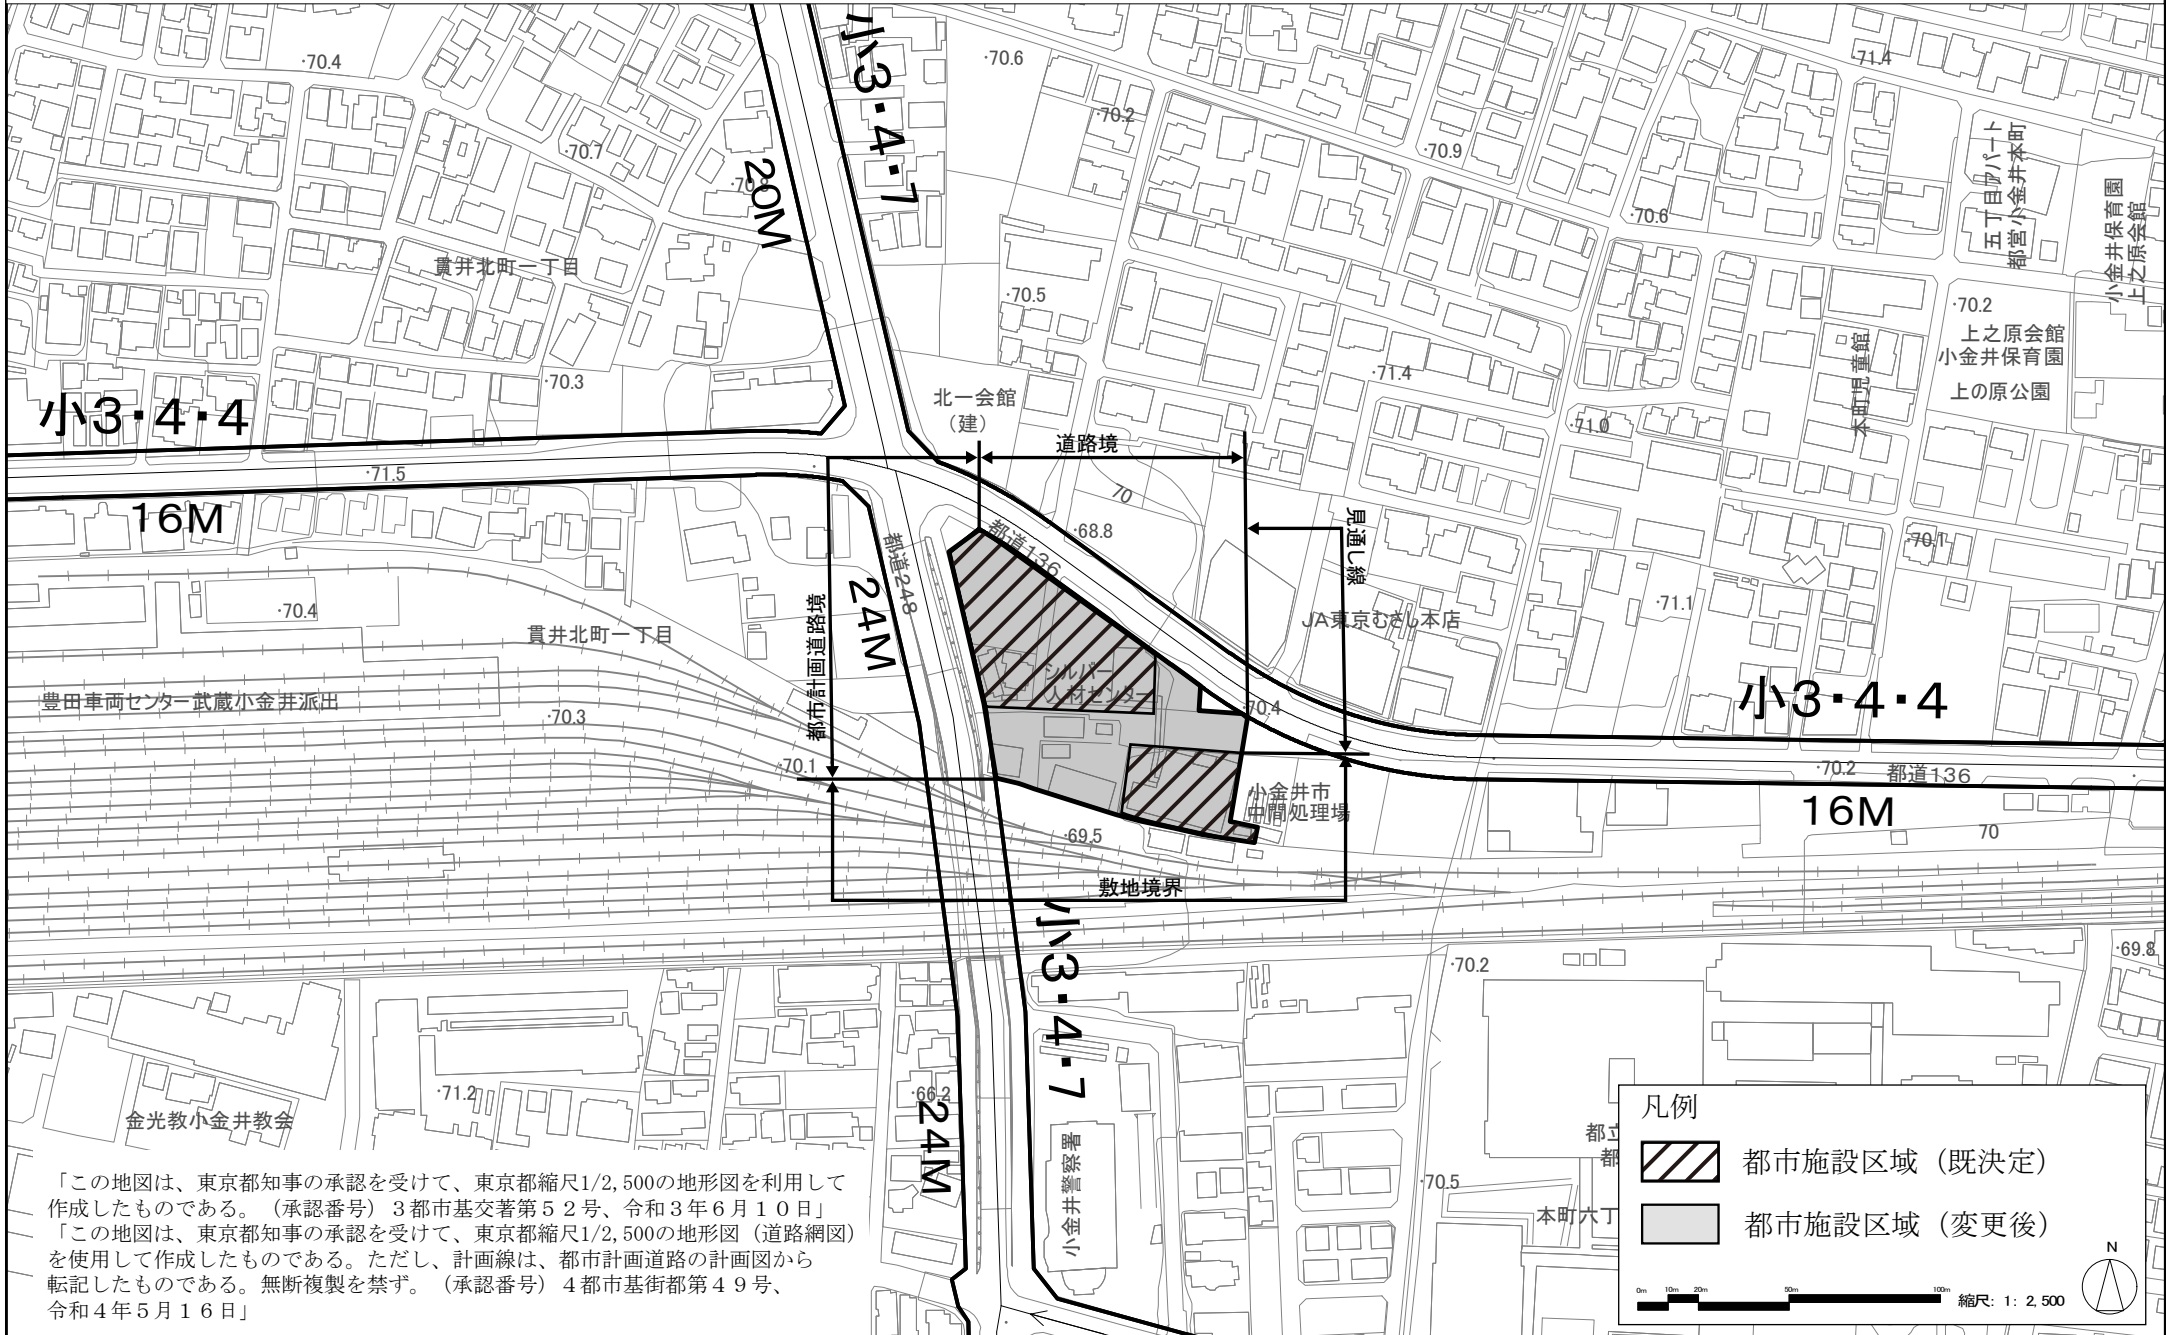 小3・4・7
20M
・70.4
・70.6
・71.4
・70.2
・70.7
・70.9
・70.6
五丁目アパート
都営小金井本町
小金井保育園
上之原会館
貫井北町一丁目
・70.5
・70.2
上之原会館
小金井保育園
上の原公園
本町児童館
・70.3
・71.4
小3・4・4
北一会館
（建）
・71.0
道路境
・71.5
16M
70
・68.8
都道136
都道248
見通し線
・70.1
・70.4
24M
都市計画道路境
・71.1
JA東京むさし本店
貫井北町一丁目
シルバー
人材センター
豊田車両センター武蔵小金井派出
・70.3
・70.4
小3・4・4
・70.1
・70.2
都道136
16M
小金井市
中間処理場
・69.5
70
敷地境界
小3・4・7
・70.2
・69.8
・71.2
・66.2
24M
金光教小金井教会
小金井警察署
・70.5
都立
都
本町六丁
「この地図は、東京都知事の承認を受けて、東京都縮尺1/2,500の地形図を利用して
作成したものである。（承認番号）３都市基交著第５２号、令和３年６月１０日」
「この地図は、東京都知事の承認を受けて、東京都縮尺1/2,500の地形図（道路網図）
を使用して作成したものである。ただし、計画線は、都市計画道路の計画図から
転記したものである。無断複製を禁ず。（承認番号）４都市基街都第４９号、
令和４年５月１６日」
凡例
都市施設区域（既決定）
都市施設区域（変更後）
0m 10m 20m 50m 100m
縮尺: 1: 2,500
N